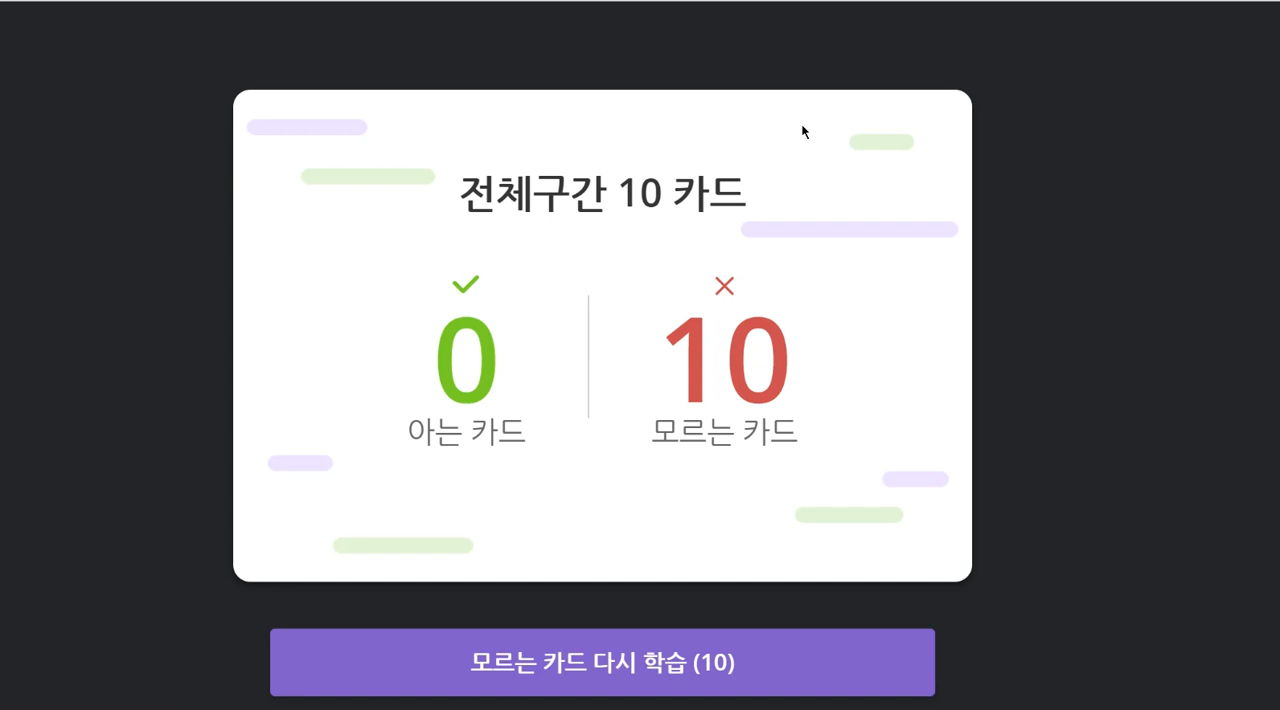 전체구간 10 카드
0
10
아는 카드
모르는 카드
모르는 카드 다시 학습 (10)